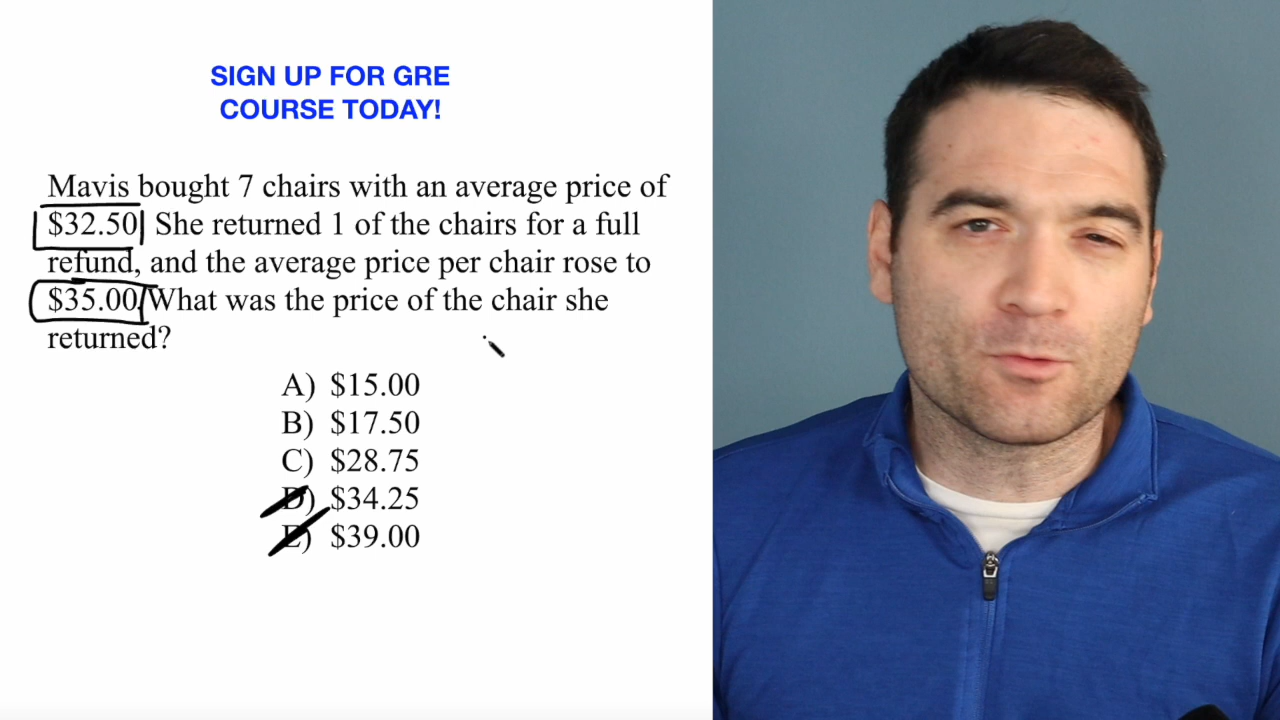 SIGN UP FOR GRE
COURSE TODAY!
Mavis bought 7 chairs with an average price of
$32.50. She returned 1 of the chairs for a full
refund, and the average price per chair rose to
$35.00. What was the price of the chair she
returned?
A) $15.00
B) $17.50
C) $28.75
D) $34.25
E) $39.00